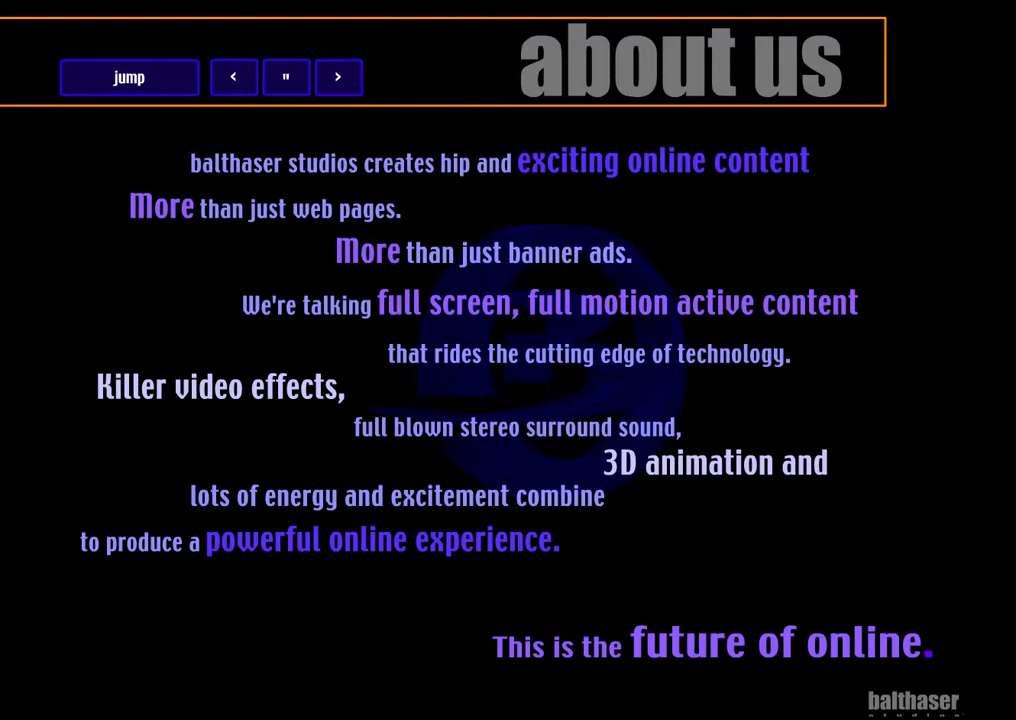 about us
jump < " >
balthaser studios creates hip and exciting online content
More than just web pages.
More than just banner ads.
We're talking full screen, full motion active content
that rides the cutting edge of technology.
Killer video effects,
full blown stereo surround sound,
3D animation and
lots of energy and excitement combine
to produce a powerful online experience.
This is the future of online.
balthaser
studios